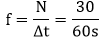 f = N/Δt = 30/60s